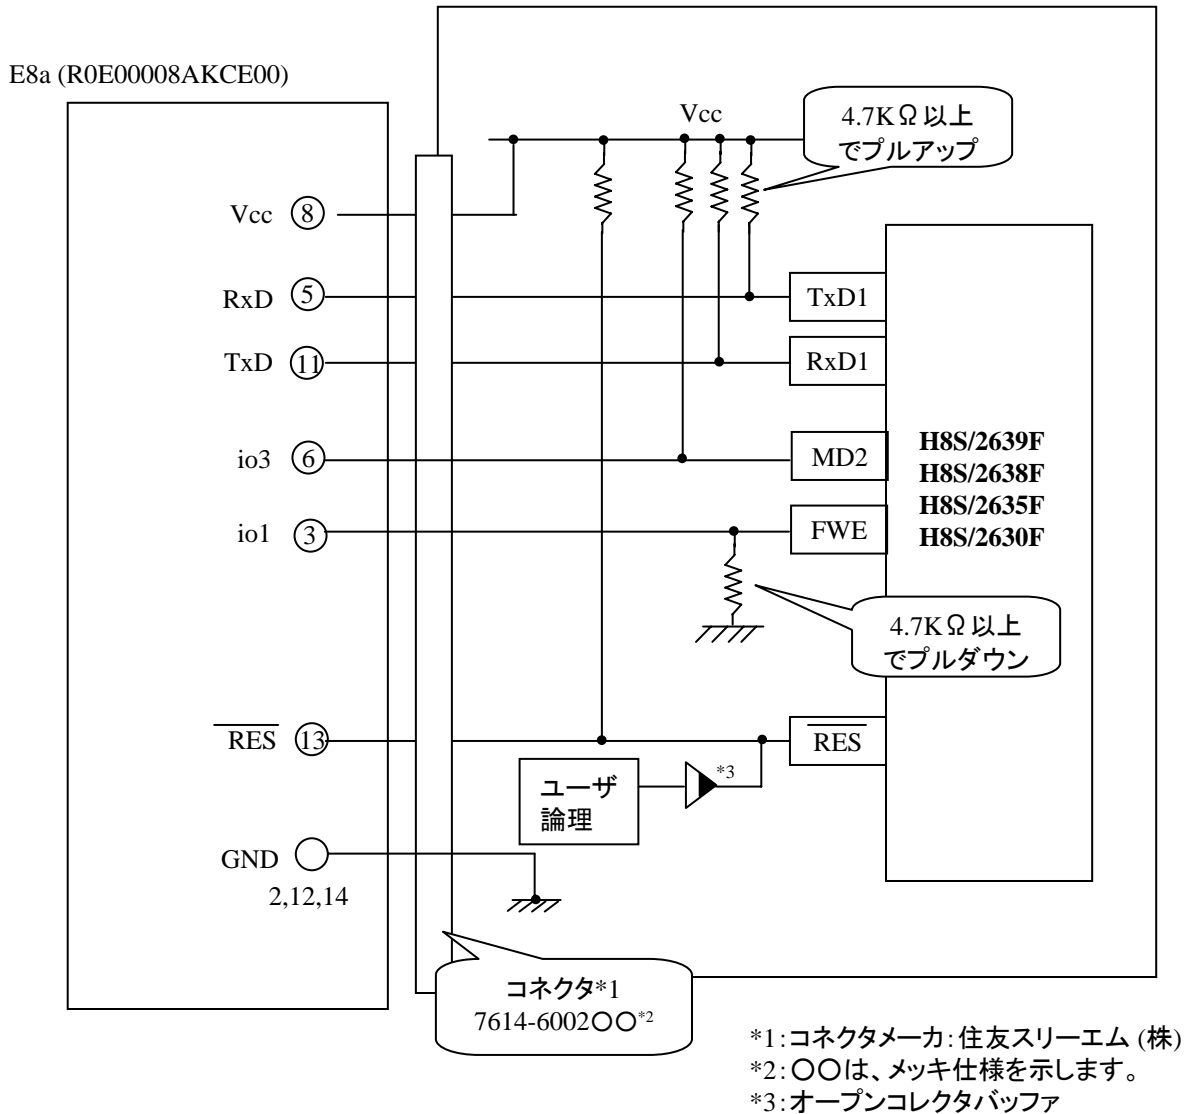 E8a (R0E00008AKCE00)
Vcc
4.7KΩ以上
でプルアップ
Vcc 8
RxD 5
TxD1
TxD 11
RxD1
io3 6
MD2
H8S/2639F
H8S/2638F
H8S/2635F
H8S/2630F
io1 3
FWE
4.7KΩ以上
でプルダウン
RES 13
RES
*3
ユーザ
論理
GND
2,12,14
コネクタ*1
7614-6002〇〇*2
*1:コネクタメーカ:住友スリーエム (株)
*2:〇〇は、メッキ仕様を示します。
*3:オープンコレクタバッファ